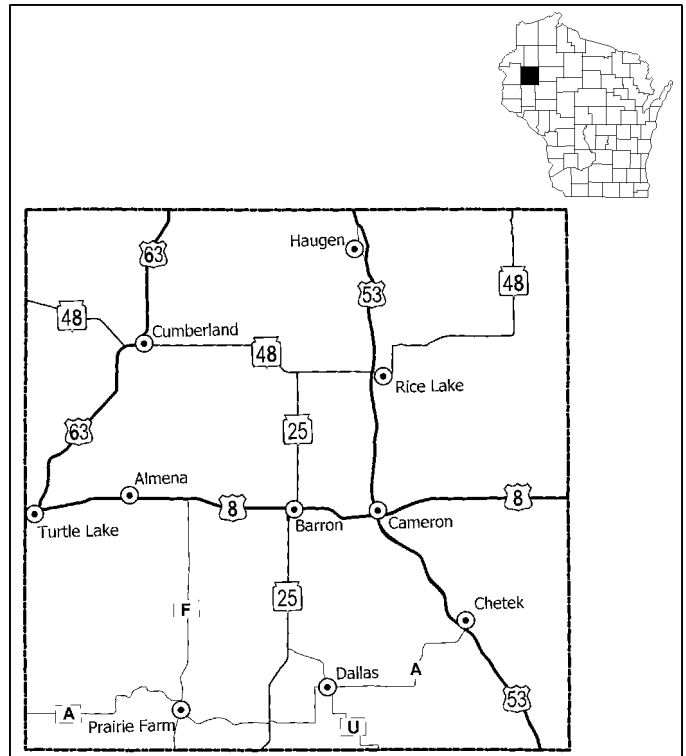 Haugen
63
53
48
48
Cumberland
48
Rice Lake
25
63
Almena
8
8
Turtle Lake
Barron
Cameron
25
F
Chetek
Dallas
A
53
A
Prairie Farm
U